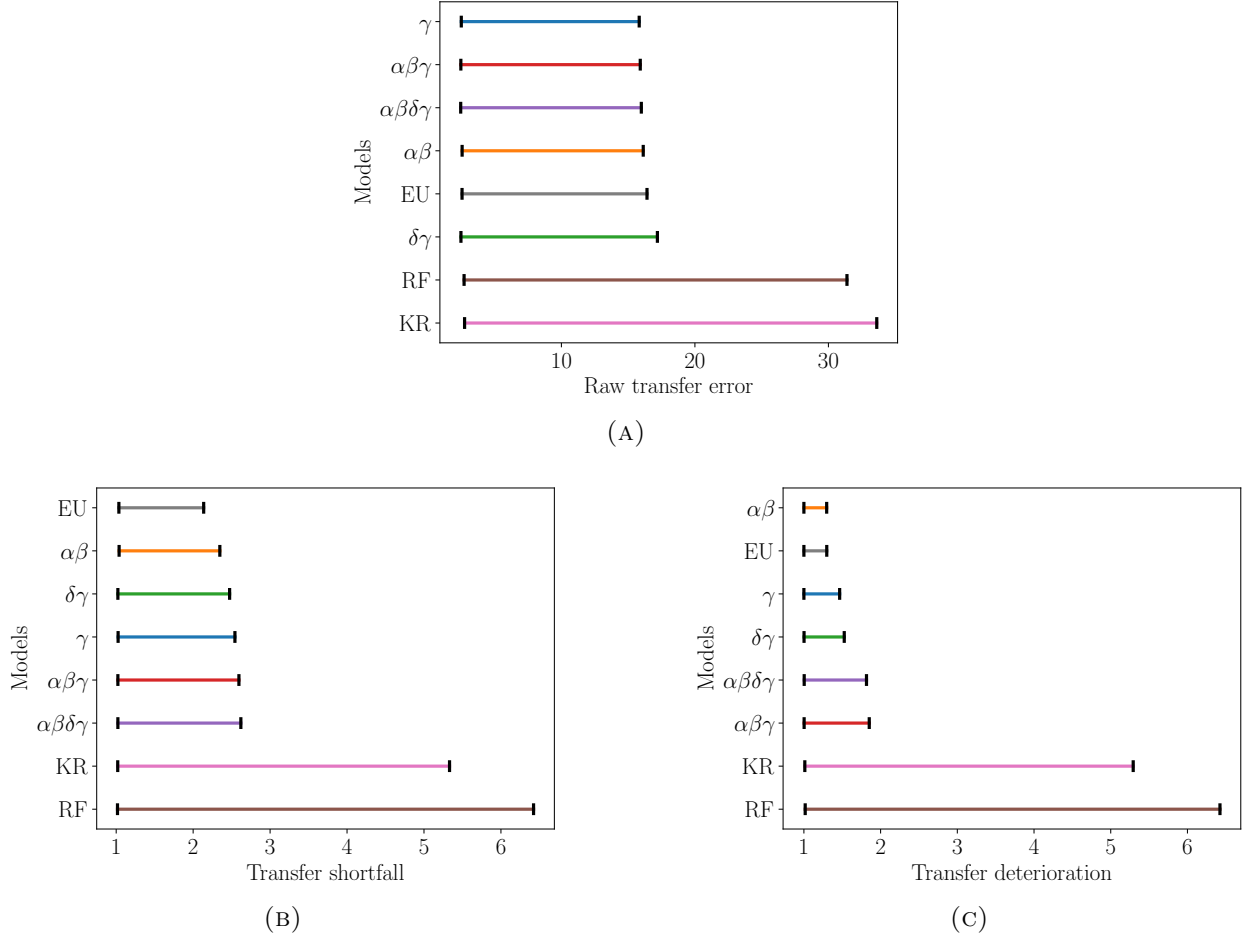 γ
αβγ
αβδγ
αβ
EU
δγ
RF
KR
Models
10 20 30
Raw transfer error
(A)
EU
αβ
δγ
γ
αβγ
αβδγ
KR
RF
Models
1 2 3 4 5 6
Transfer shortfall
(B)
αβ
EU
γ
δγ
αβδγ
αβγ
KR
RF
Models
1 2 3 4 5 6
Transfer deterioration
(C)